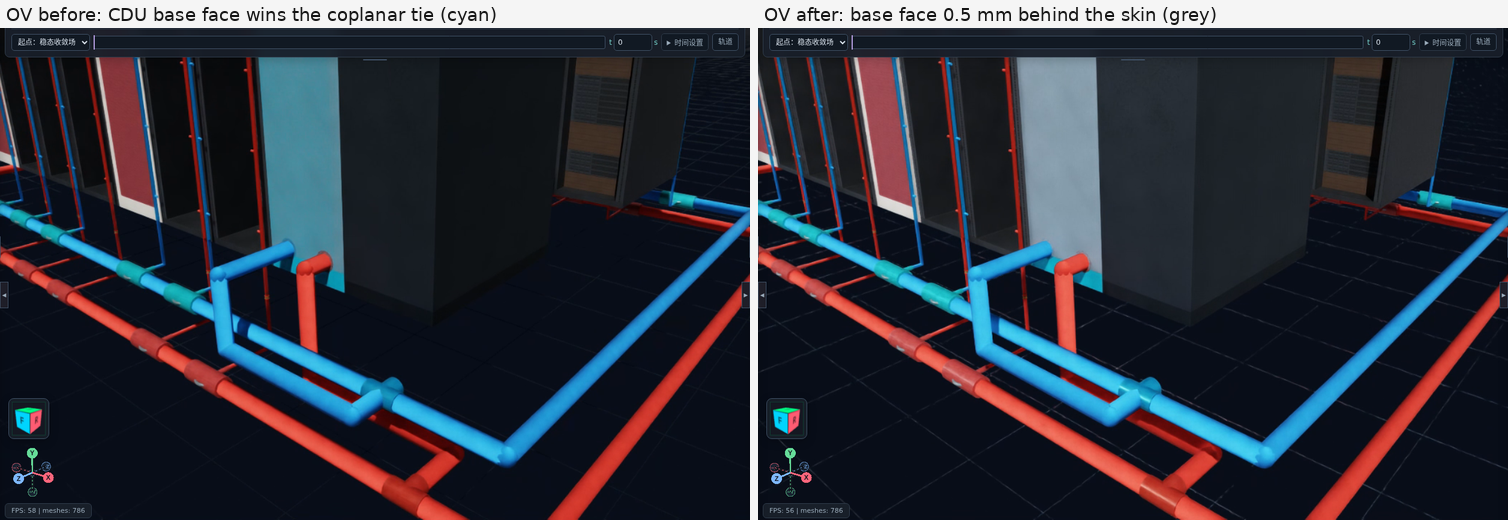 OV before: CDU base face wins the coplanar tie (cyan)
OV after: base face 0.5 mm behind the skin (grey)
起点：稳态收敛场
t
0
s
▶ 时间设置
轨道
起点：稳态收敛场
t
0
s
▶ 时间设置
轨道
F
R
F
R
Y
X
Z
Y
X
Z
FPS: 58 | meshes: 786
FPS: 56 | meshes: 786